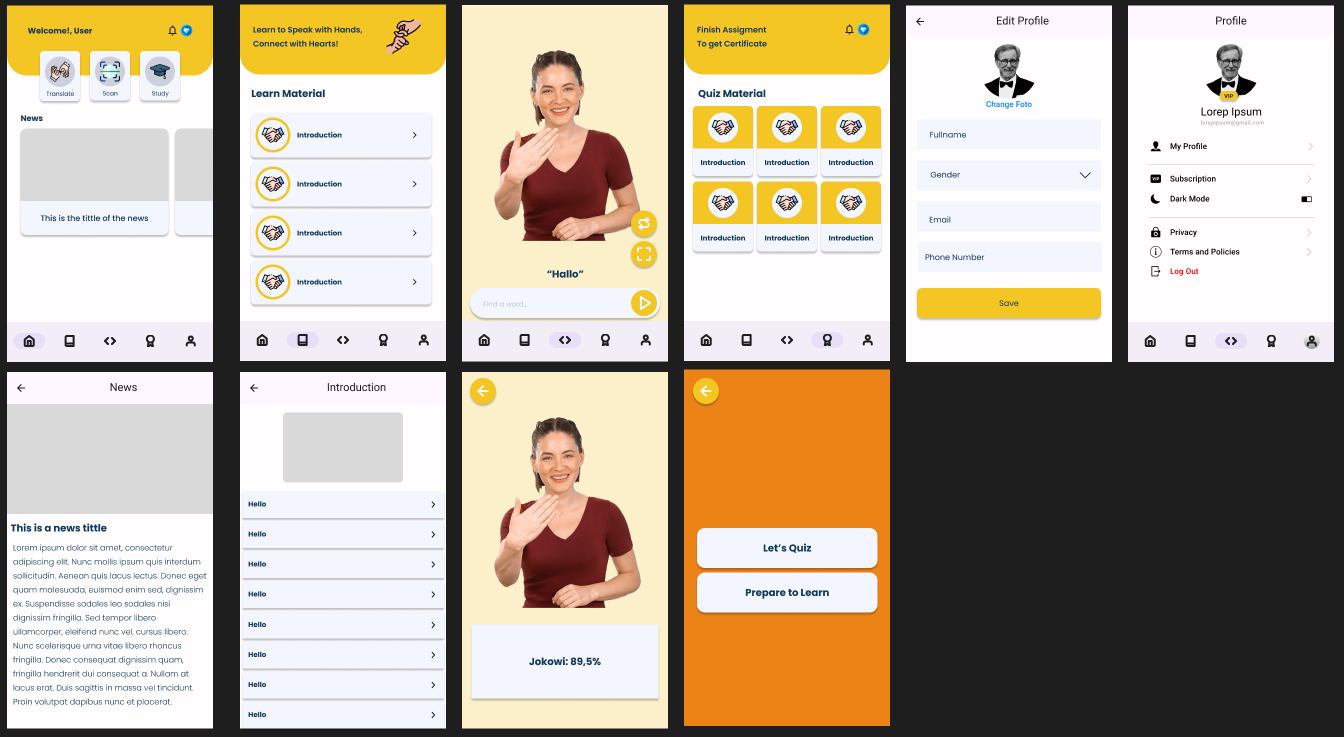 Welcome!, User
Translate
Scan
Study
News
This is the tittle of the news
Learn to Speak with Hands,
Connect with Hearts!
Learn Material
Introduction
Introduction
Introduction
Introduction
“Hallo”
Find a word...
Finish Assigment
To get Certificate
Quiz Material
Introduction
Introduction
Introduction
Introduction
Introduction
Introduction
Edit Profile
Change Foto
Fullname
Gender
Email
Phone Number
Save
Profile
VIP
Lorep Ipsum
lorepipsum@gmail.com
My Profile
VIP
Subscription
Dark Mode
Privacy
Terms and Policies
Log Out
News
This is a news tittle
Lorem ipsum dolor sit amet, consectetur
adipiscing elit. Nunc mollis ipsum quis interdum
sollicitudin. Aenean quis lacus lectus. Donec eget
quam malesuada, euismod enim sed, dignissim
ex. Suspendisse sodales leo sodales nisi
dignissim fringilla. Sed tempor libero
ullamcorper, eleifend nunc vel, cursus libero.
Nunc scelerisque urna vitae libero rhoncus
fringilla. Donec consequat dignissim quam,
fringilla hendrerit dui consequat a. Nullam at
lacus erat. Duis sagittis in massa vel tincidunt.
Proin volutpat dapibus nunc et placerat.
Introduction
Hello
Hello
Hello
Hello
Hello
Hello
Hello
Hello
Jokowi: 89,5%
Let’s Quiz
Prepare to Learn